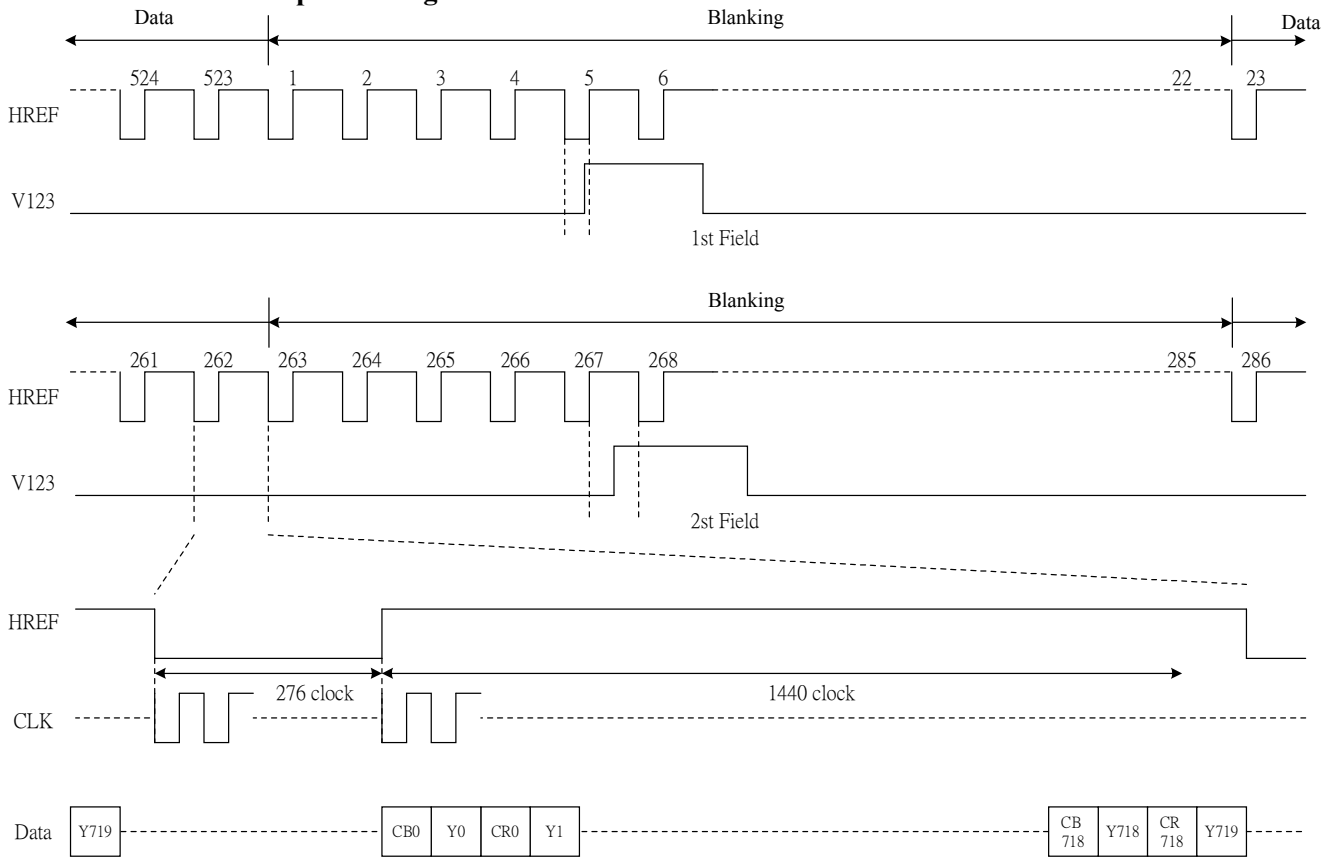 Data Blanking Data
524 523 1 2 3 4 5 6 22 23
HREF
V123
1st Field
Blanking
261 262 263 264 265 266 267 268 285 286
HREF
V123
2st Field
HREF
276 clock 1440 clock
CLK
Data Y719 CB0 Y0 CR0 Y1 CB 718 Y718 CR 718 Y719